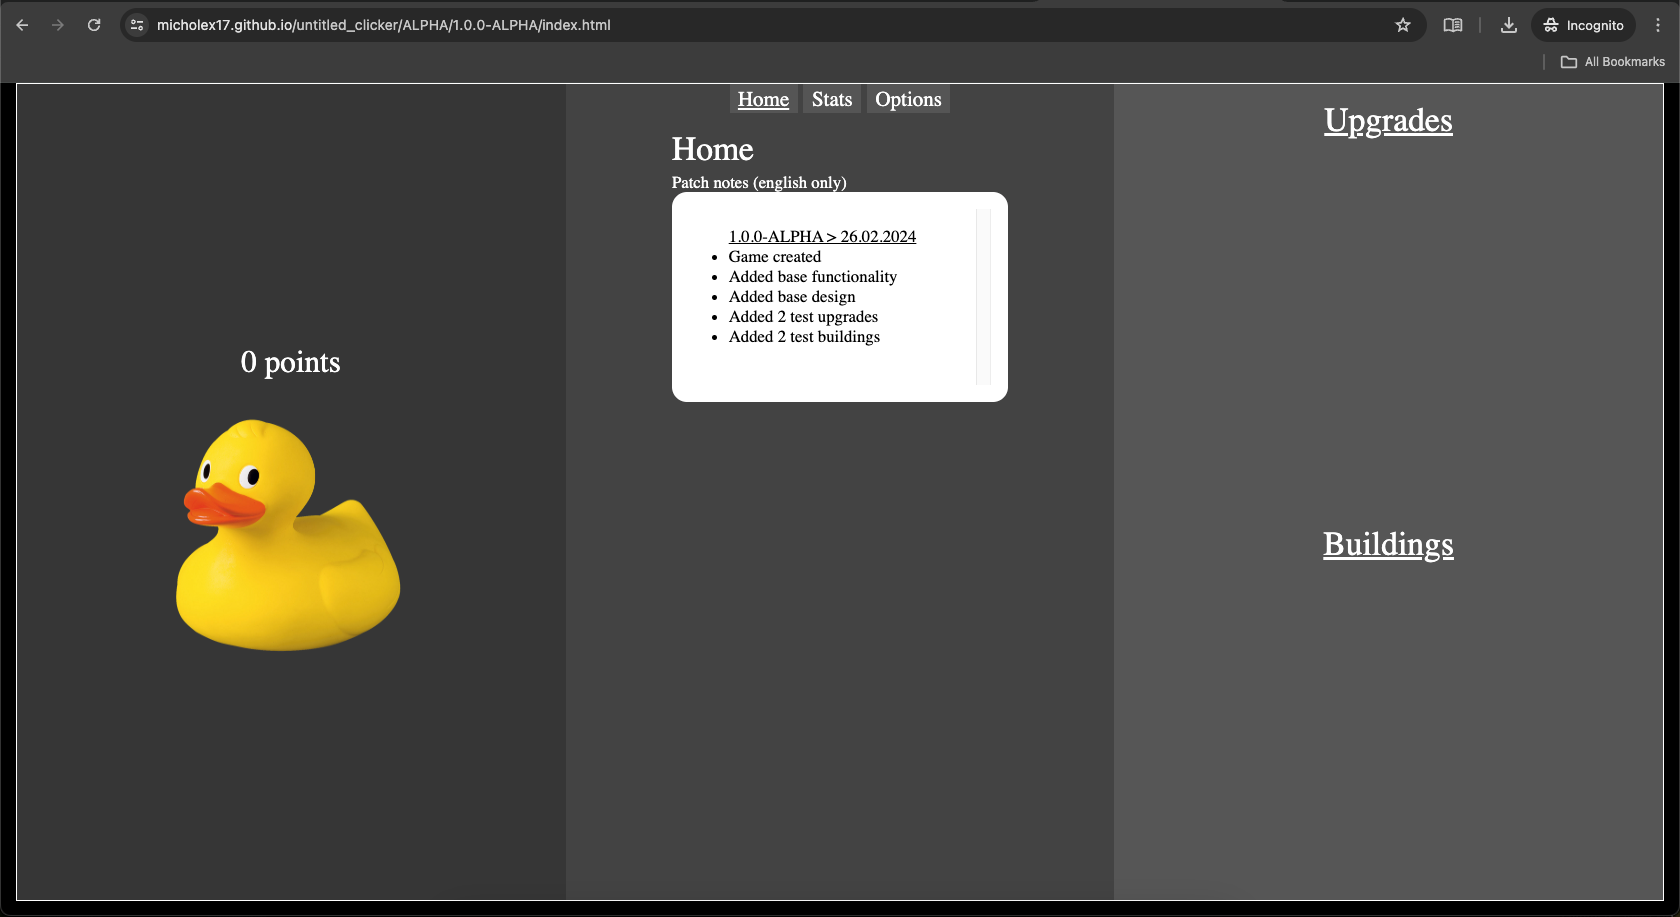 micholex17.github.io/untitled_clicker/ALPHA/1.0.0-ALPHA/index.html
Incognito
All Bookmarks
Home Stats Options
Home
Patch notes (english only)
1.0.0-ALPHA > 26.02.2024
Game created
Added base functionality
Added base design
Added 2 test upgrades
Added 2 test buildings
0 points
Upgrades
Buildings